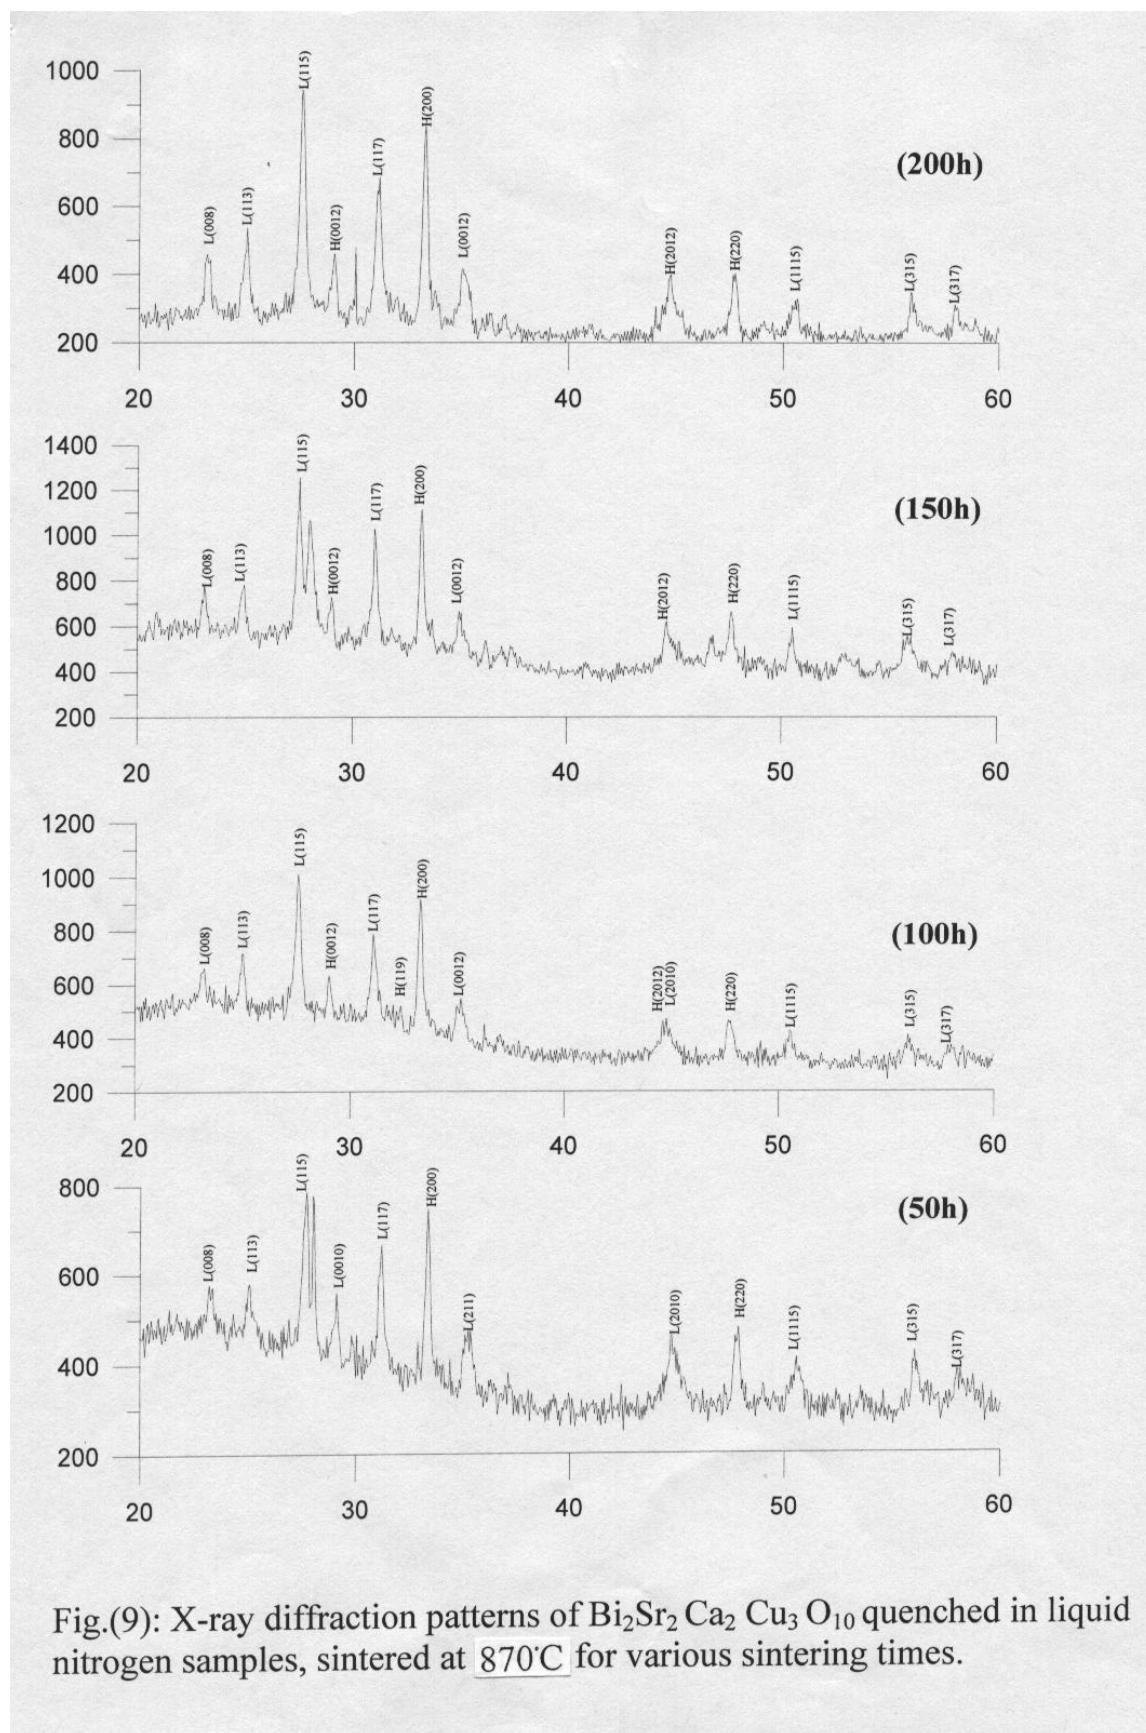 1000
800
600
400
200
L(008)
L(113)
L(115)
H(0012)
L(117)
H(200)
L(0012)
H(2012)
H(220)
L(1115)
L(315)
L(317)
(200h)
20 30 40 50 60
1400
1200
1000
800
600
400
200
L(008)
L(113)
L(115)
H(0012)
L(117)
H(200)
L(0012)
H(2012)
H(220)
L(1115)
L(315)
L(317)
(150h)
20 30 40 50 60
1200
1000
800
600
400
200
L(008)
L(113)
L(115)
H(0012)
L(117)
H(119)
H(200)
L(0012)
H(2012)
L(2010)
H(220)
L(1115)
L(315)
L(317)
(100h)
20 30 40 50 60
800
600
400
200
L(008)
L(113)
L(115)
L(0010)
L(117)
H(200)
L(211)
L(2010)
H(220)
L(1115)
L(315)
L(317)
(50h)
20 30 40 50 60
Fig.(9): X-ray diffraction patterns of Bi₂Sr₂ Ca₂ Cu₃ O₁₀ quenched in liquid
nitrogen samples, sintered at 870°C for various sintering times.